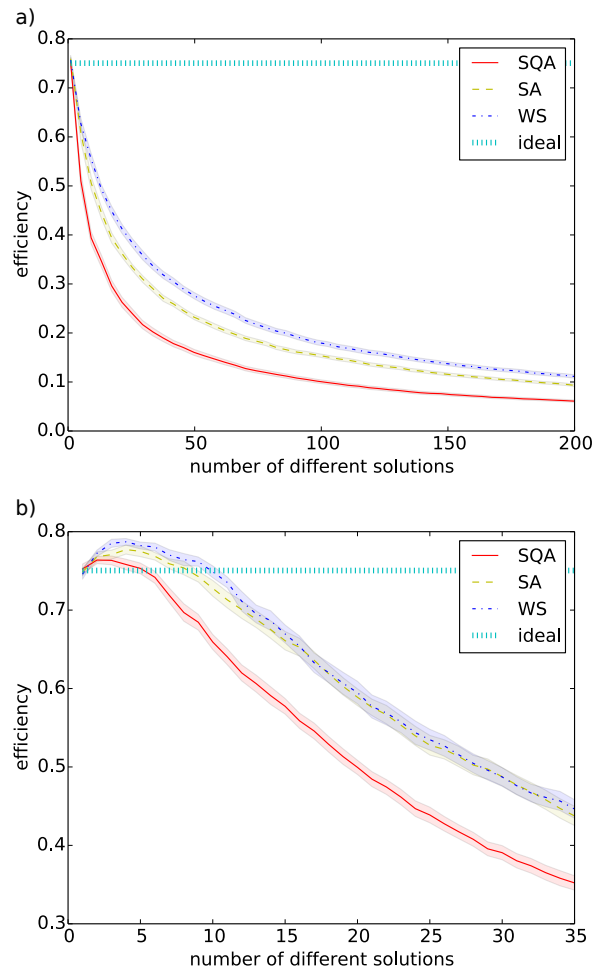 a)
0.8
0.7
0.6
0.5
0.4
0.3
0.2
0.1
0.0
efficiency
SQA
SA
WS
ideal
0 50 100 150 200
number of different solutions
b)
0.8
0.7
0.6
0.5
0.4
0.3
efficiency
SQA
SA
WS
ideal
0 5 10 15 20 25 30 35
number of different solutions